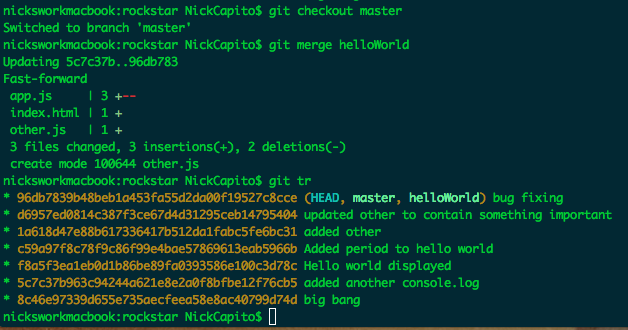 nicksworkmacbook:rockstar NickCapito$ git checkout master
Switched to branch 'master'
nicksworkmacbook:rockstar NickCapito$ git merge helloWorld
Updating 5c7c37b..96db783
Fast-forward
 app.js     | 3 +--
 index.html | 1 +
 other.js   | 1 +
 3 files changed, 3 insertions(+), 2 deletions(-)
 create mode 100644 other.js
nicksworkmacbook:rockstar NickCapito$ git tr
* 96db7839b48beb1a453fa55d2da00f19527c8cce (HEAD, master, helloWorld) bug fixing
* d6957ed0814c387f3ce67d4d31295ceb14795404 updated other to contain something important
* 1a618d47e88b617336417b512da1fabc5fe6bc31 added other
* c59a97f8c78f9c86f99e4bae57869613eab5966b Added period to hello world
* f8a5f3ea1eb0d1b86be89fa0393586e100c3d78c Hello world displayed
* 5c7c37b963c94244a621e8e2a0f8bfbe12f76cb5 added another console.log
* 8c46e97339d655e735aecfeea58e8ac40799d74d big bang
nicksworkmacbook:rockstar NickCapito$